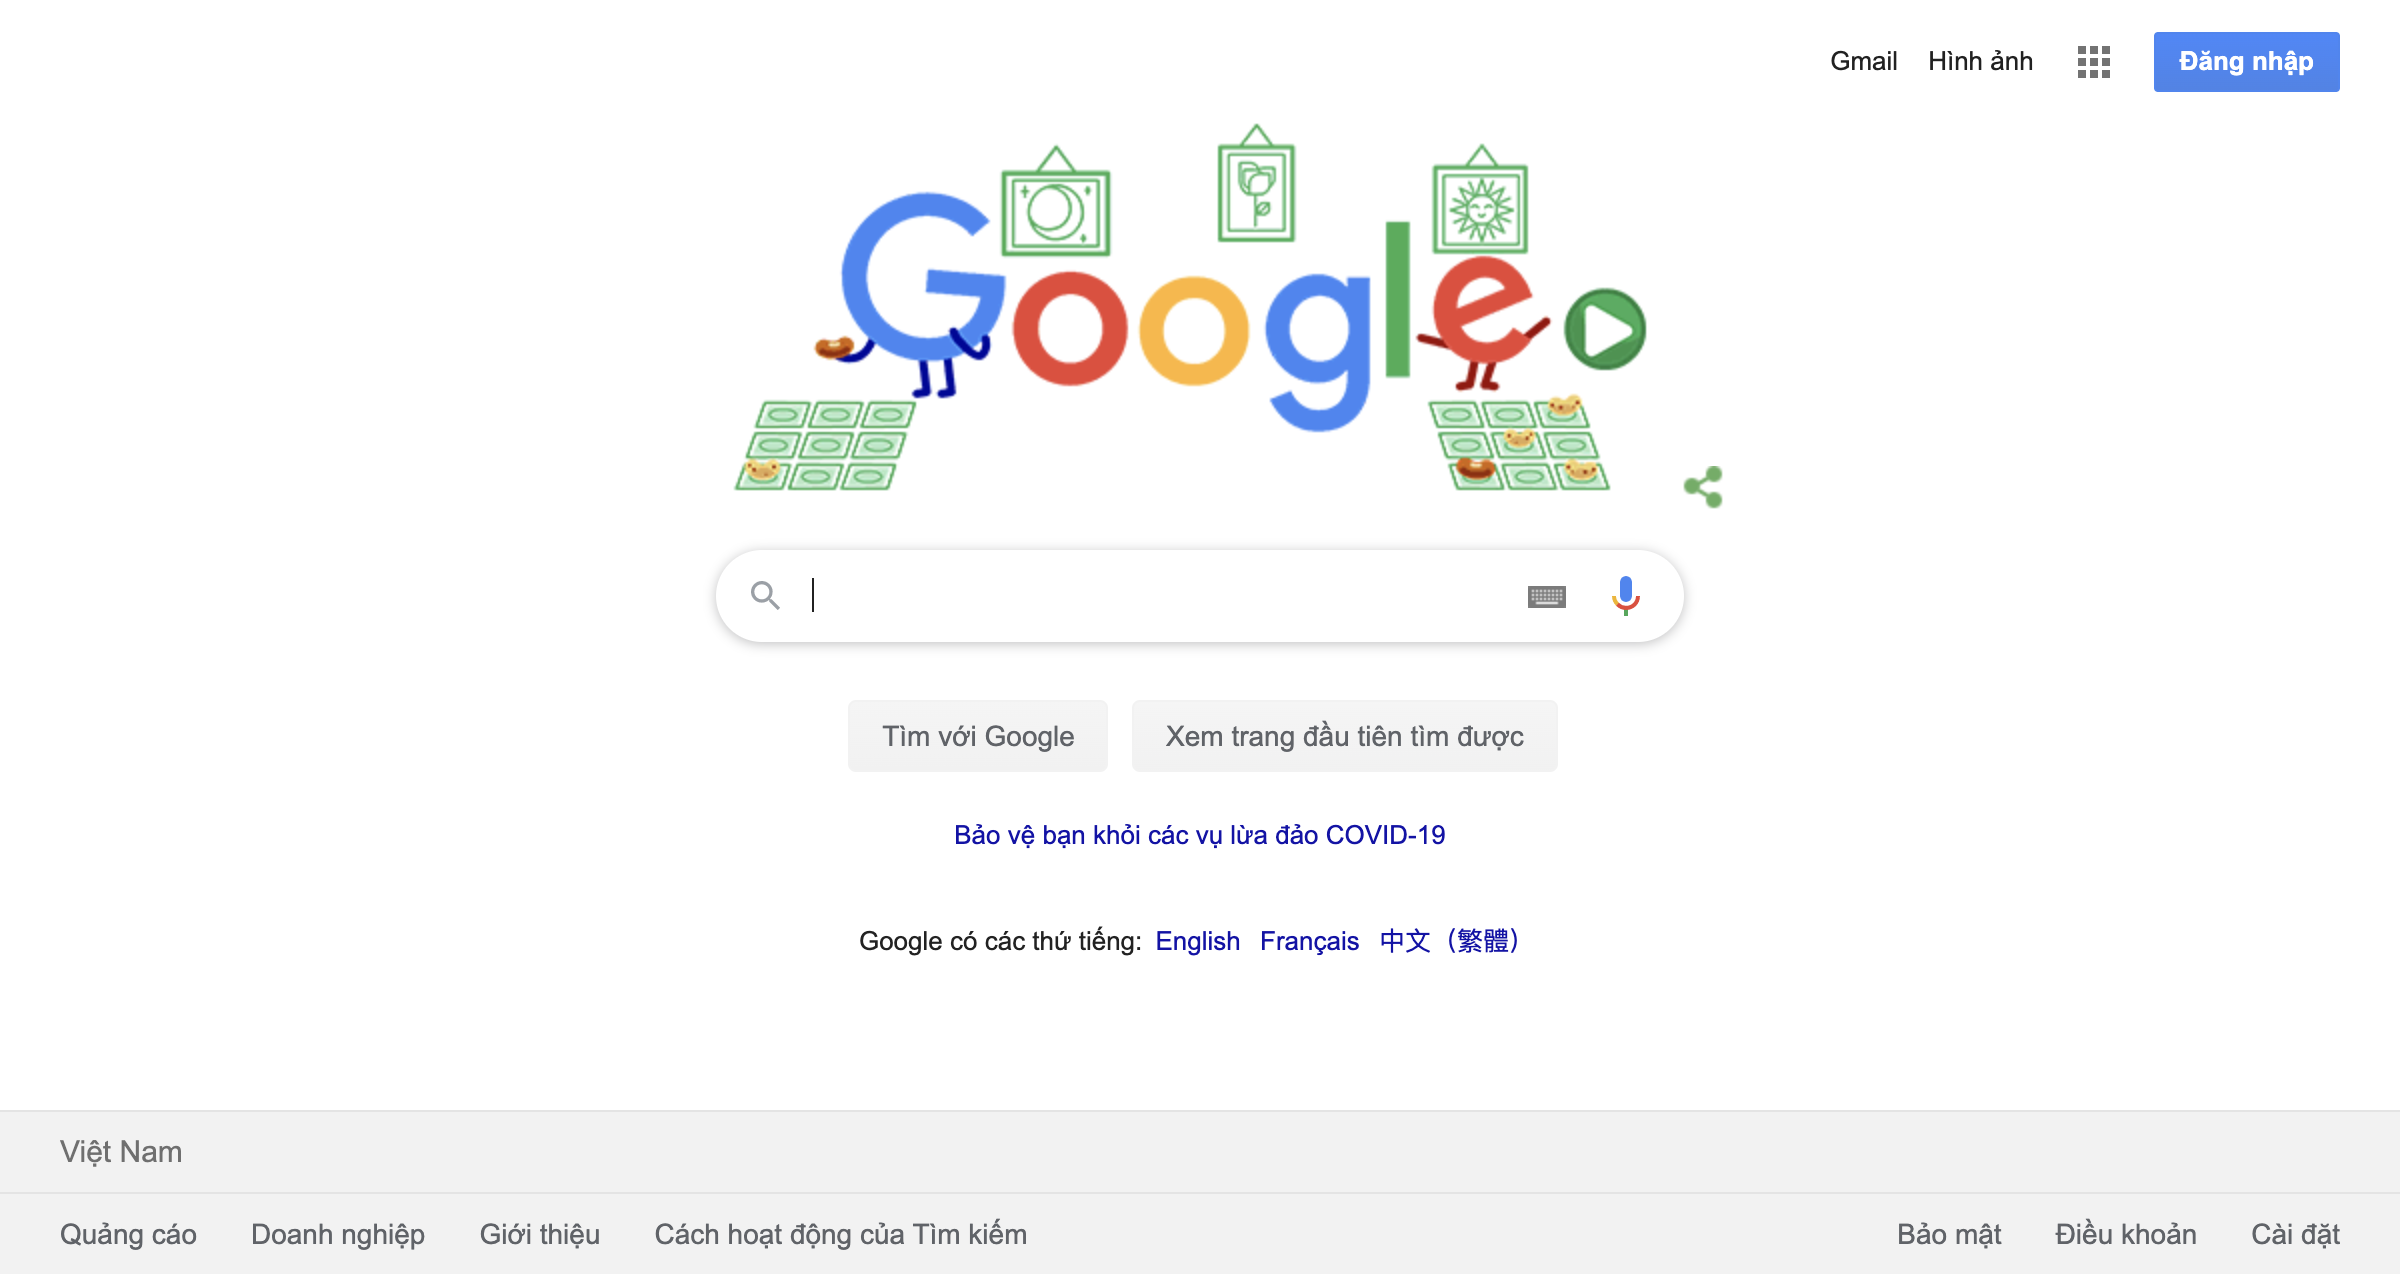 Gmail Hình ảnh Đăng nhập
Google
Tìm với Google Xem trang đầu tiên tìm được
Bảo vệ bạn khỏi các vụ lừa đảo COVID-19
Google có các thứ tiếng: English Français 中文（繁體）
Việt Nam
Quảng cáo Doanh nghiệp Giới thiệu Cách hoạt động của Tìm kiếm Bảo mật Điều khoản Cài đặt